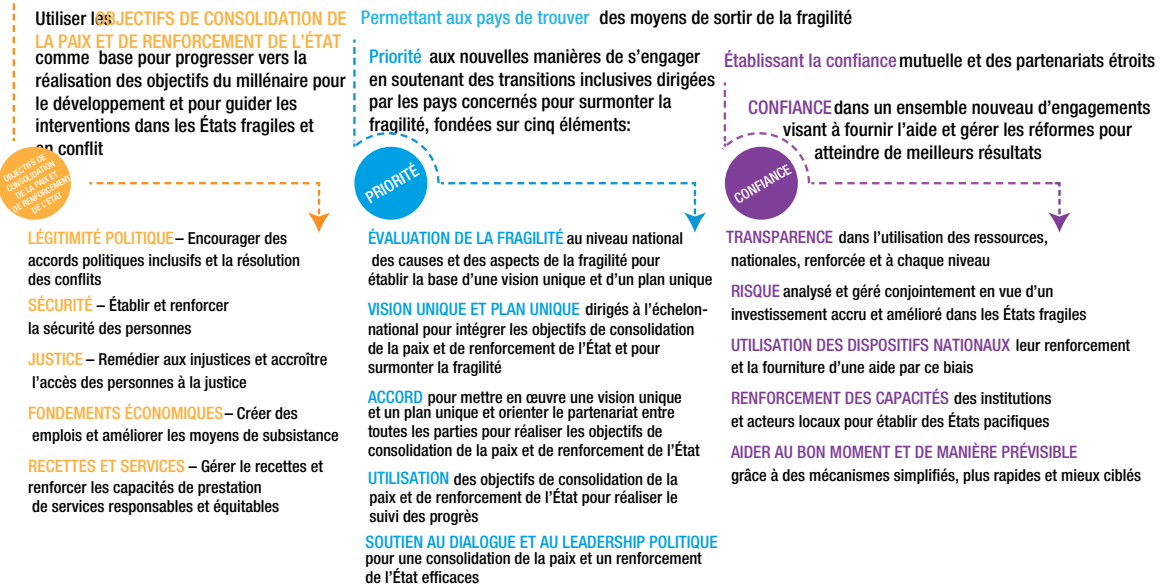 Utiliser les OBJECTIFS DE CONSOLIDATION DE
LA PAIX ET DE RENFORCEMENT DE L'ÉTAT
comme base pour progresser vers la
réalisation des objectifs du millénaire pour
le développement et pour guider les
interventions dans les États fragiles et
en conflit
OBJECTIFS DE
CONSOLIDATION
DE LA PAIX ET
DE RENFORCEMENT
DE L'ÉTAT
LÉGITIMITÉ POLITIQUE – Encourager des
accords politiques inclusifs et la résolution
des conflits
SÉCURITÉ – Établir et renforcer
la sécurité des personnes
JUSTICE – Remédier aux injustices et accroître
l'accès des personnes à la justice
FONDEMENTS ÉCONOMIQUES – Créer des
emplois et améliorer les moyens de subsistance
RECETTES ET SERVICES – Gérer le recettes et
renforcer les capacités de prestation
de services responsables et équitables
Permettant aux pays de trouver des moyens de sortir de la fragilité
Priorité aux nouvelles manières de s'engager
en soutenant des transitions inclusives dirigées
par les pays concernés pour surmonter la
fragilité, fondées sur cinq éléments:
PRIORITÉ
ÉVALUATION DE LA FRAGILITÉ au niveau national
des causes et des aspects de la fragilité pour
établir la base d'une vision unique et d'un plan unique
VISION UNIQUE ET PLAN UNIQUE dirigés à l'échelon-
national pour intégrer les objectifs de consolidation
de la paix et de renforcement de l'État et pour
surmonter la fragilité
ACCORD pour mettre en œuvre une vision unique
et un plan unique et orienter le partenariat entre
toutes les parties pour réaliser les objectifs de
consolidation de la paix et de renforcement de l'État
UTILISATION des objectifs de consolidation de la
paix et de renforcement de l'État pour réaliser le
suivi des progrès
SOUTIEN AU DIALOGUE ET AU LEADERSHIP POLITIQUE
pour une consolidation de la paix et un renforcement
de l'État efficaces
Établissant la confiance mutuelle et des partenariats étroits
CONFIANCE dans un ensemble nouveau d'engagements
visant à fournir l'aide et gérer les réformes pour
atteindre de meilleurs résultats
CONFIANCE
TRANSPARENCE dans l'utilisation des ressources,
nationales, renforcée et à chaque niveau
RISQUE analysé et géré conjointement en vue d'un
investissement accru et amélioré dans les États fragiles
UTILISATION DES DISPOSITIFS NATIONAUX leur renforcement
et la fourniture d'une aide par ce biais
RENFORCEMENT DES CAPACITÉS des institutions
et acteurs locaux pour établir des États pacifiques
AIDER AU BON MOMENT ET DE MANIÈRE PRÉVISIBLE
grâce à des mécanismes simplifiés, plus rapides et mieux ciblés